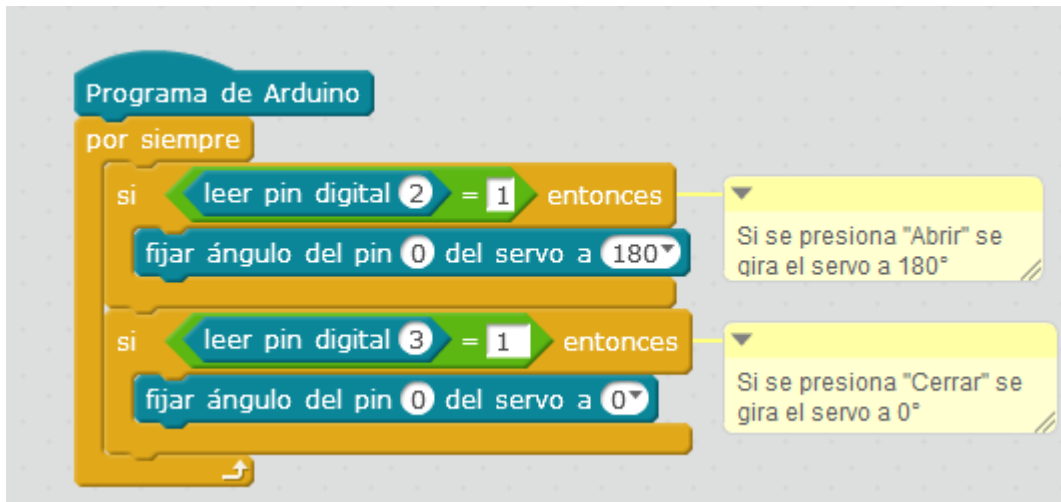 Programa de Arduino
por siempre
si leer pin digital 2 = 1 entonces
Si se presiona "Abrir" se
gira el servo a 180°
fijar ángulo del pin 0 del servo a 180
si leer pin digital 3 = 1 entonces
Si se presiona "Cerrar" se
gira el servo a 0°
fijar ángulo del pin 0 del servo a 0